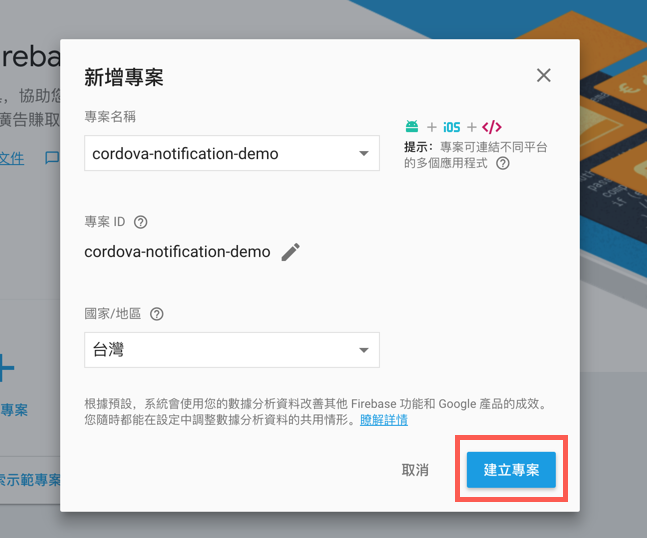 reba
新增專案
專案名稱
cordova-notification-demo
+ iOS + </>
提示：專案可連結不同平台
的多個應用程式
，協助您
廣告賺取
文件
專案 ID
cordova-notification-demo
國家/地區
台灣
根據預設，系統會使用您的數據分析資料改善其他 Firebase 功能和 Google 產品的成效。
您隨時都能在設定中調整數據分析資料的共用情形。瞭解詳情
專案
取消
建立專案
示範專案